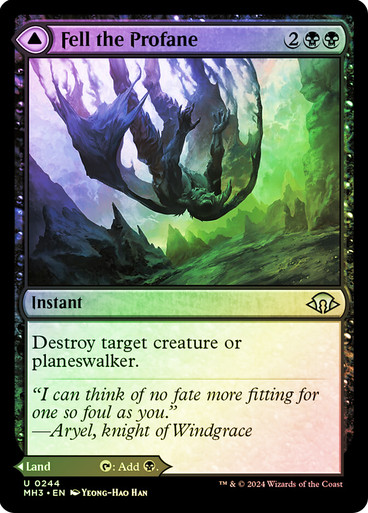 Fell the Profane 2
Instant
Destroy target creature or
planeswalker.
“I can think of no fate more fitting for
one so foul as you.”
—Aryel, knight of Windgrace
Land : Add .
U 0244
MH3 • EN Yeong-Hao Han
™ & © 2024 Wizards of the Coast